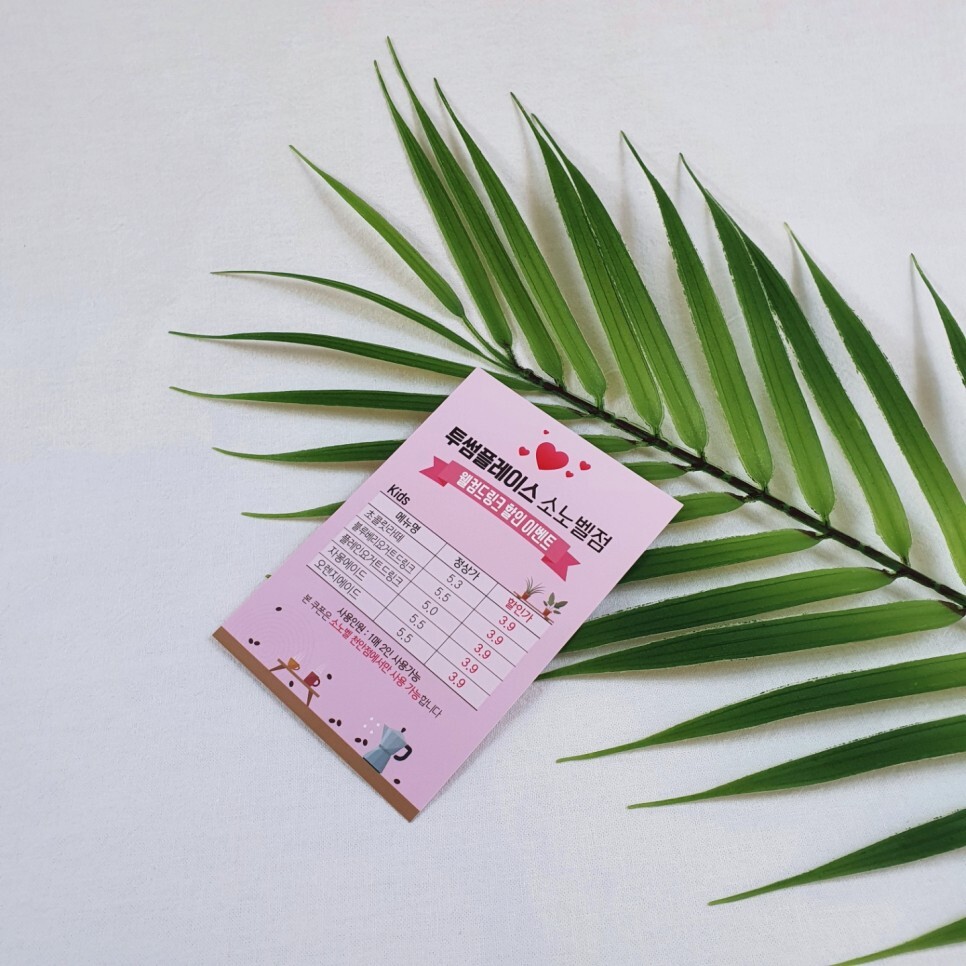 투썸플레이스 소노벨점
웰컴드링크 할인 이벤트
Kids
메뉴명 정상가 할인가
초콜릿라떼 5.3 3.9
블루베리요거트드링크 5.5 3.9
플레인요거트드링크 5.0 3.9
자몽에이드 5.5 3.9
오렌지에이드 5.5 3.9
사용인원 : 1매 2인 사용가능
본 쿠폰은 소노벨 천안점에서만 사용 가능합니다